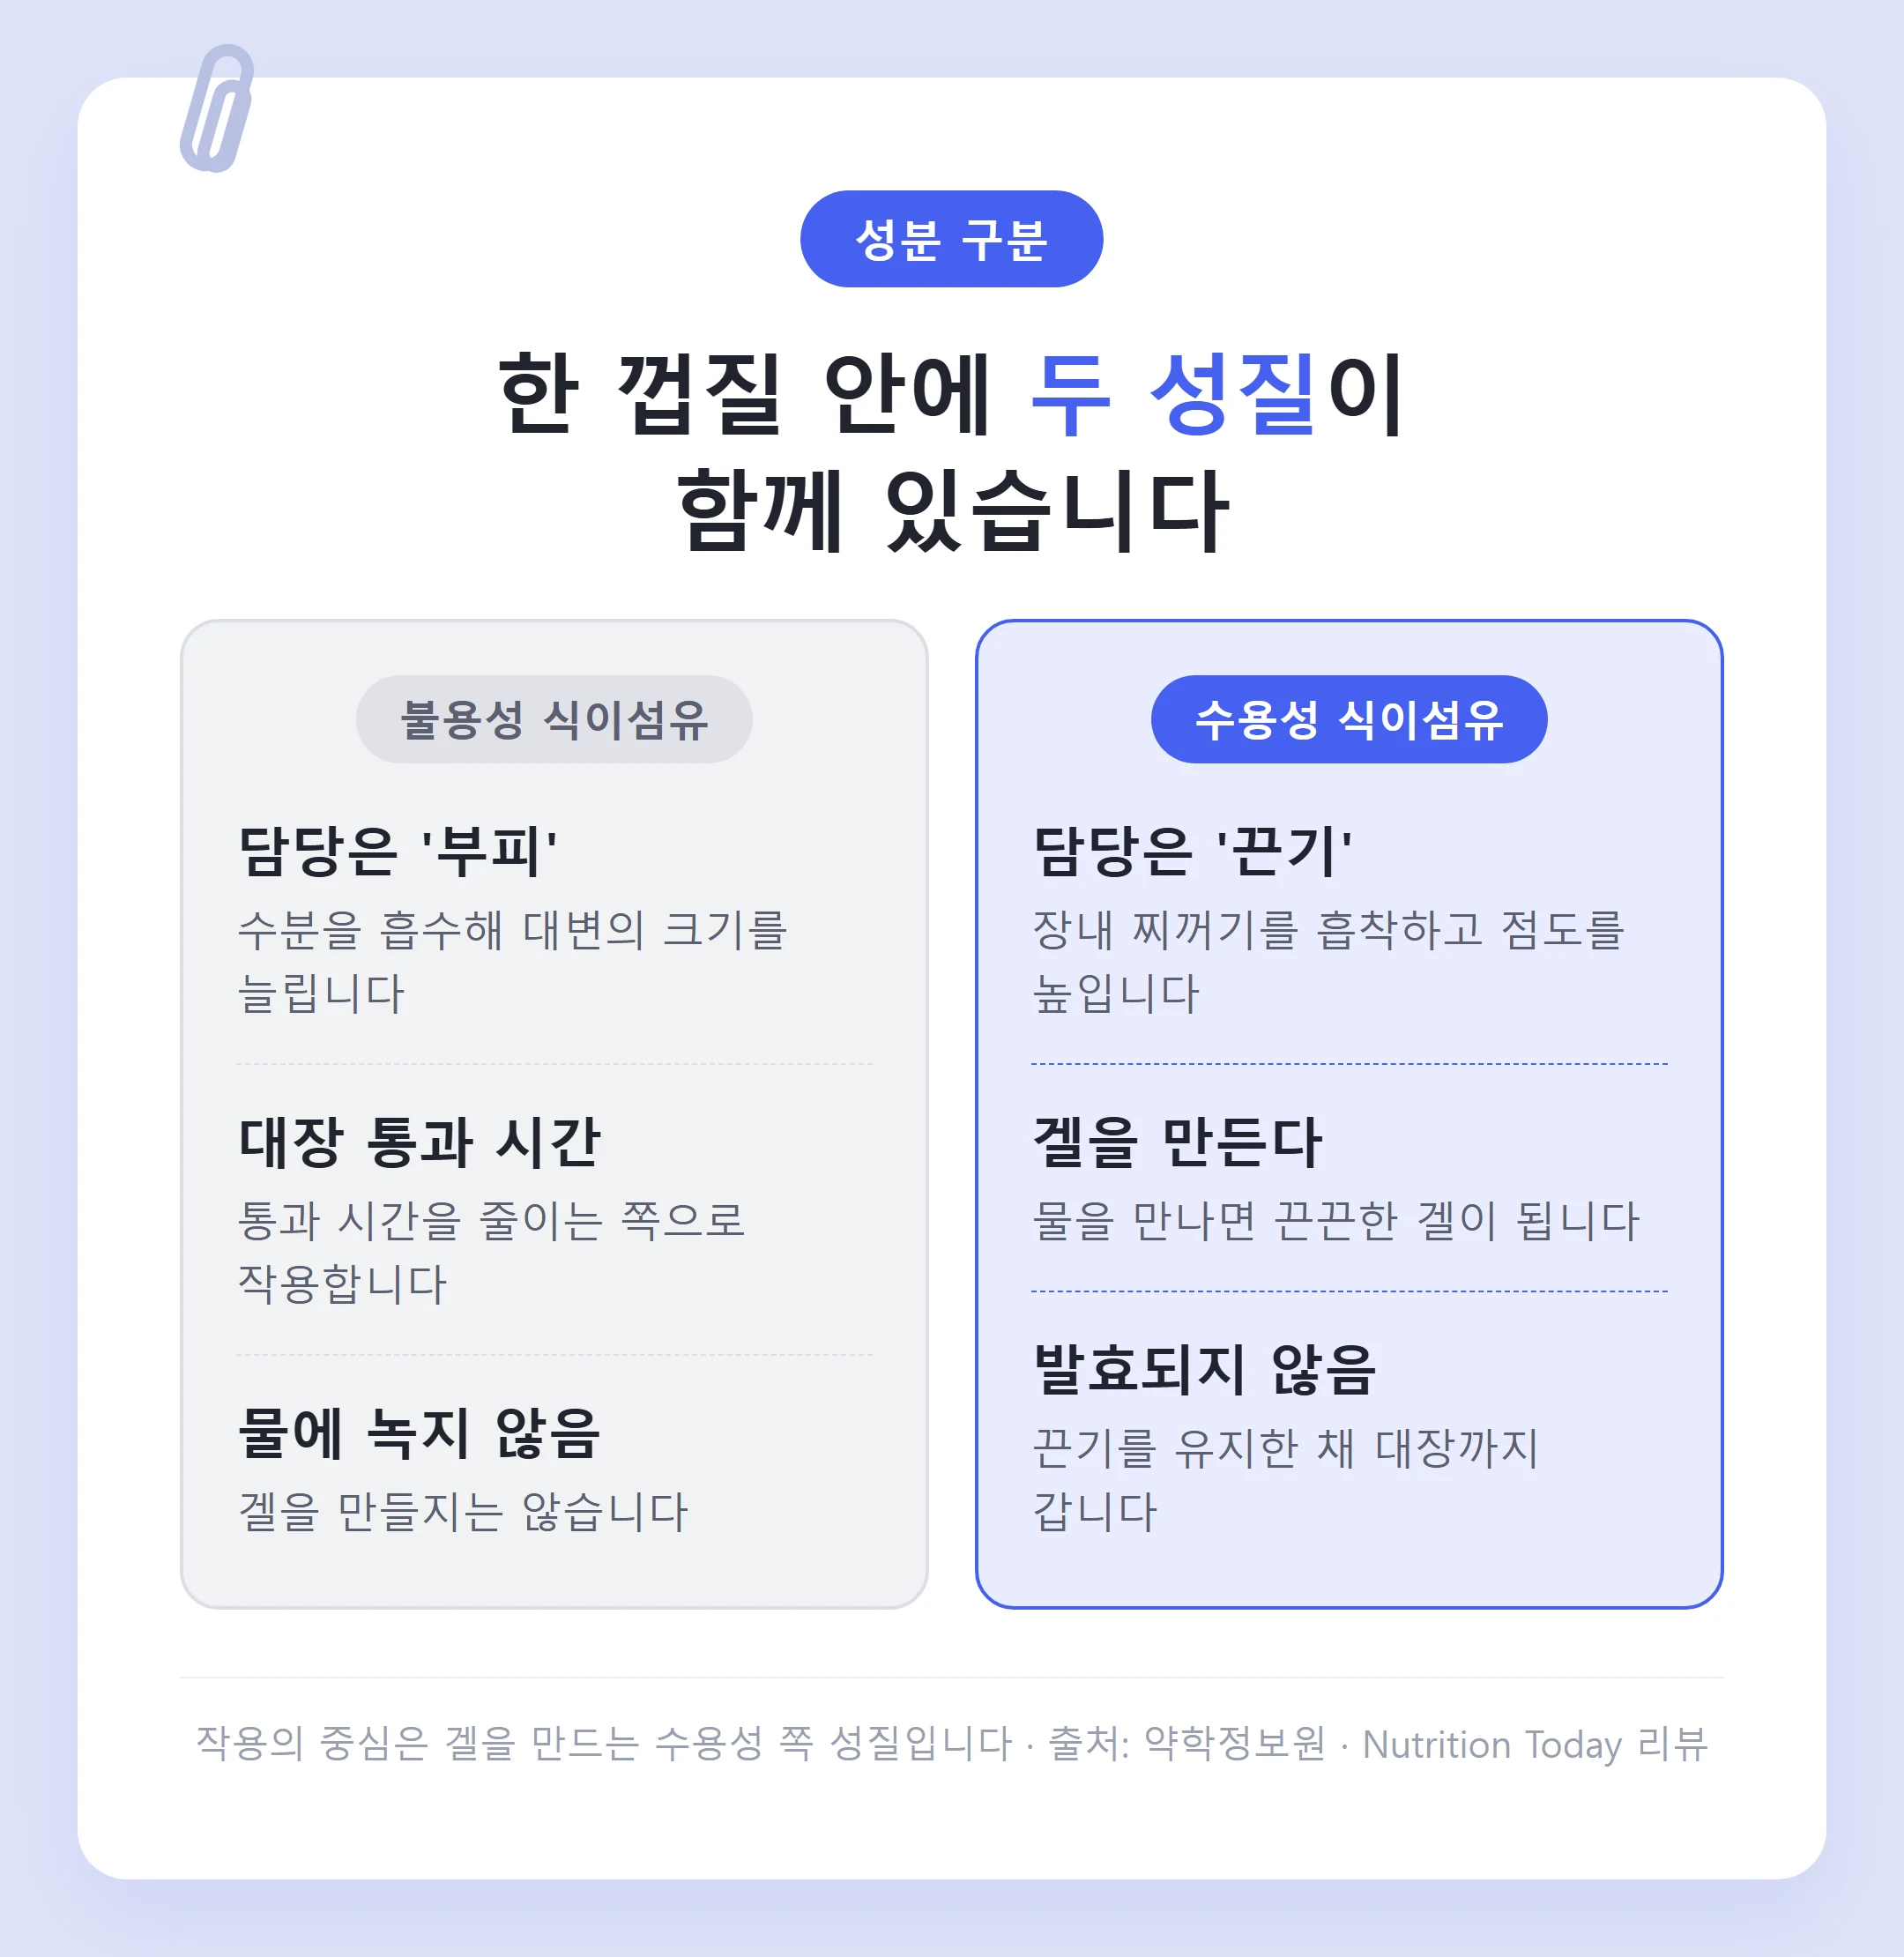 성분 구분
한 껍질 안에 두 성질이
함께 있습니다
불용성 식이섬유
담당은 '부피'
수분을 흡수해 대변의 크기를
늘립니다
대장 통과 시간
통과 시간을 줄이는 쪽으로
작용합니다
물에 녹지 않음
겔을 만들지는 않습니다
수용성 식이섬유
담당은 '끈기'
장내 찌꺼기를 흡착하고 점도를
높입니다
겔을 만든다
물을 만나면 끈끈한 겔이 됩니다
발효되지 않음
끈기를 유지한 채 대장까지
갑니다
작용의 중심은 겔을 만드는 수용성 쪽 성질입니다 · 출처: 약학정보원 · Nutrition Today 리뷰